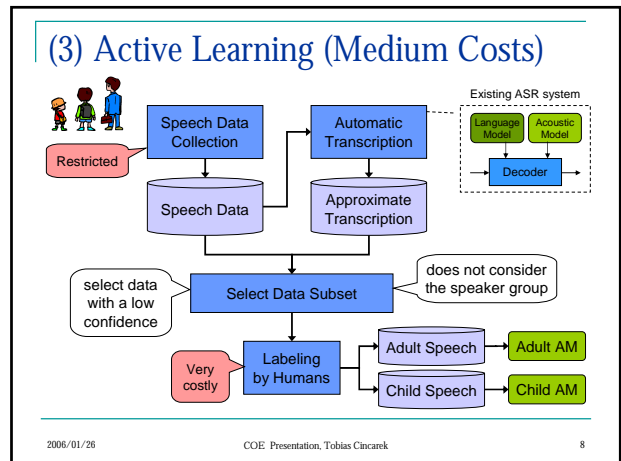 (3) Active Learning (Medium Costs)
Existing ASR system
Speech Data
Collection
Automatic
Transcription
Language
Model
Acoustic
Model
Restricted
Decoder
Speech Data
Approximate
Transcription
select data
with a low
confidence
Select Data Subset
does not consider
the speaker group
Very
costly
Labeling
by Humans
Adult Speech
Adult AM
Child Speech
Child AM
2006/01/26
COE Presentation, Tobias Cincarek
8